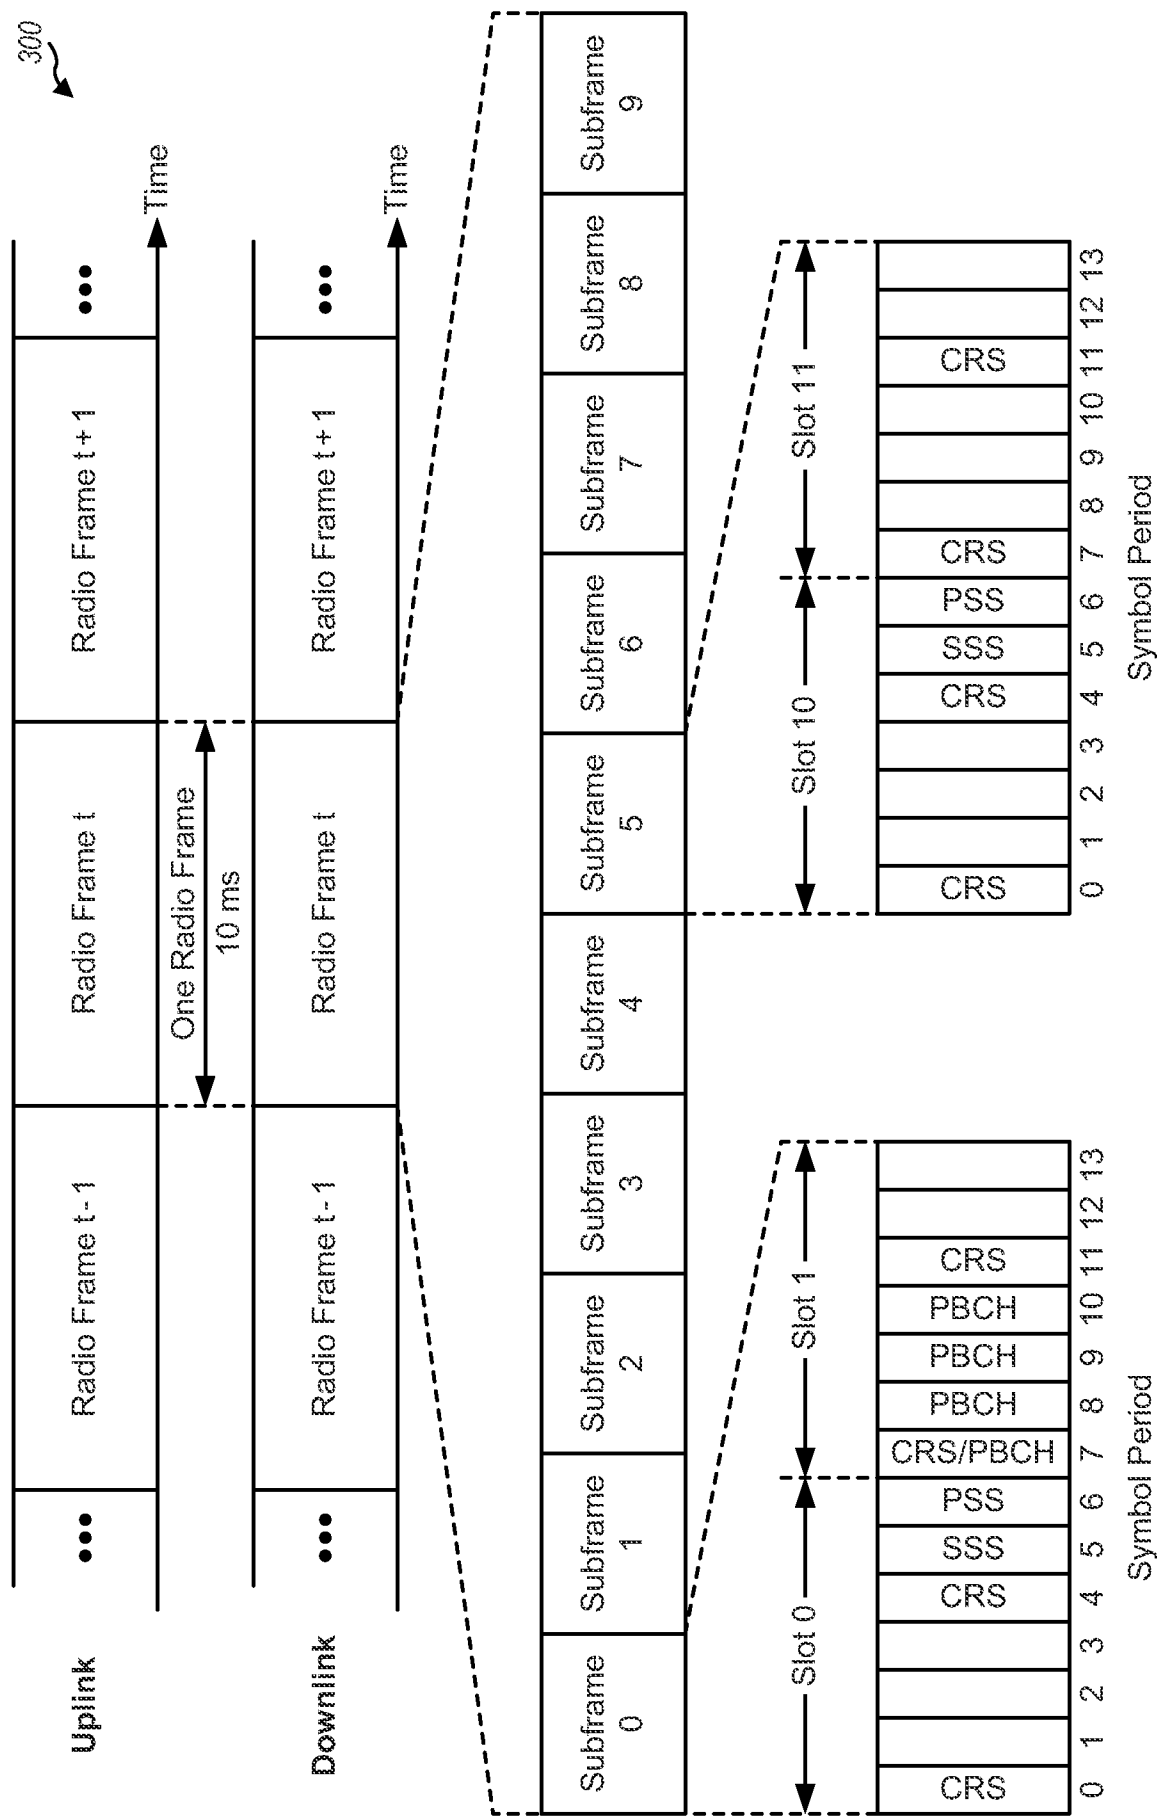 300
Uplink
Radio Frame t - 1
Radio Frame t
Radio Frame t + 1
Time
One Radio Frame
10 ms
Downlink
Radio Frame t - 1
Radio Frame t
Radio Frame t + 1
Time
Subframe
0
Subframe
1
Subframe
2
Subframe
3
Subframe
4
Subframe
5
Subframe
6
Subframe
7
Subframe
8
Subframe
9
Slot 0
Slot 1
CRS
CRS
SSS
PSS
CRS/PBCH
PBCH
PBCH
PBCH
CRS
0 1 2 3 4 5 6 7 8 9 10 11 12 13
Symbol Period
Slot 10
Slot 11
CRS
CRS
SSS
PSS
CRS
CRS
0 1 2 3 4 5 6 7 8 9 10 11 12 13
Symbol Period